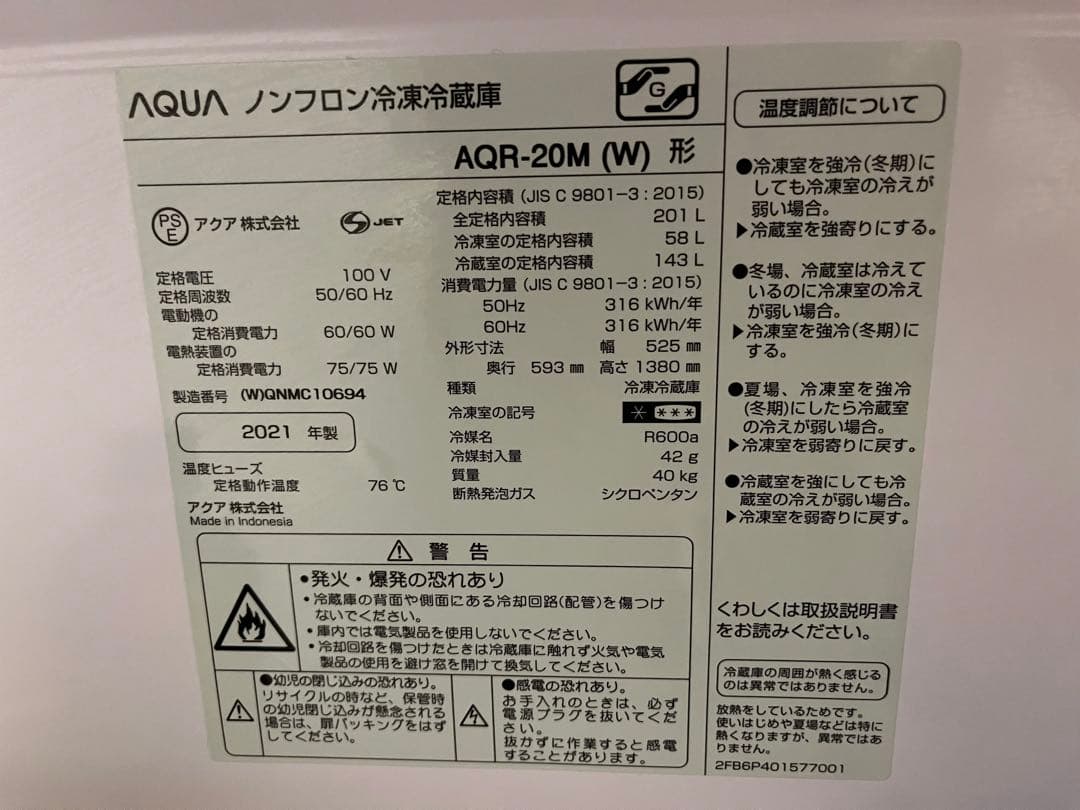 AQUA ノンフロン冷凍冷蔵庫
G
AQR-20M (W) 形
PS
E
アクア 株式会社
JET
定格電圧 100 V
定格周波数 50/60 Hz
電動機の
定格消費電力 60/60 W
電熱装置の
定格消費電力 75/75 W
製造番号 (W)QNMC10694
2021 年製
温度ヒューズ
定格動作温度 76 ℃
アクア 株式会社
Made in Indonesia
定格内容積 (JIS C 9801-3 : 2015)
全定格内容積 201 L
冷凍室の定格内容積 58 L
冷蔵室の定格内容積 143 L
消費電力量 (JIS C 9801-3 : 2015)
50Hz 316 kWh/年
60Hz 316 kWh/年
外形寸法 幅 525 ㎜
奥行 593 ㎜ 高さ 1380 ㎜
種類 冷凍冷蔵庫
冷凍室の記号 * ***
冷媒名 R600a
冷媒封入量 42 g
質量 40 kg
断熱発泡ガス シクロペンタン
⚠ 警 告
●発火・爆発の恐れあり
・冷蔵庫の背面や側面にある冷却回路(配管)を傷つけ
ないでください。
・庫内では電気製品を使用しないでください。
・冷却回路を傷つけたときは冷蔵庫に触れず火気や電気
製品の使用を避け窓を開けて換気してください。
●幼児の閉じ込みの恐れあり。
リサイクルの時など、保管時
の幼児閉じ込みが懸念される
場合は、扉パッキングをはず
してください。
●感電の恐れあり。
お手入れのときは、必ず
電源プラグを抜いてくだ
さい。
抜かずに作業すると感電
することがあります。
温度調節について
●冷凍室を強冷(冬期)に
しても冷凍室の冷えが
弱い場合。
▶冷蔵室を強寄りにする。
●冬場、冷蔵室は冷えて
いるのに冷凍室の冷え
が弱い場合。
▶冷凍室を強冷(冬期)に
する。
●夏場、冷凍室を強冷
(冬期)にしたら冷蔵室
の冷えが弱い場合。
▶冷凍室を弱寄りに戻す。
●冷蔵室を強にしても冷
蔵室の冷えが弱い場合。
▶冷凍室を弱寄りに戻す。
くわしくは取扱説明書
をお読みください。
冷蔵庫の周囲が熱く感じる
のは異常ではありません。
放熱をしているためです。
使いはじめや夏場などは特に
熱くなりますが、異常ではあ
りません。
2FB6P401577001